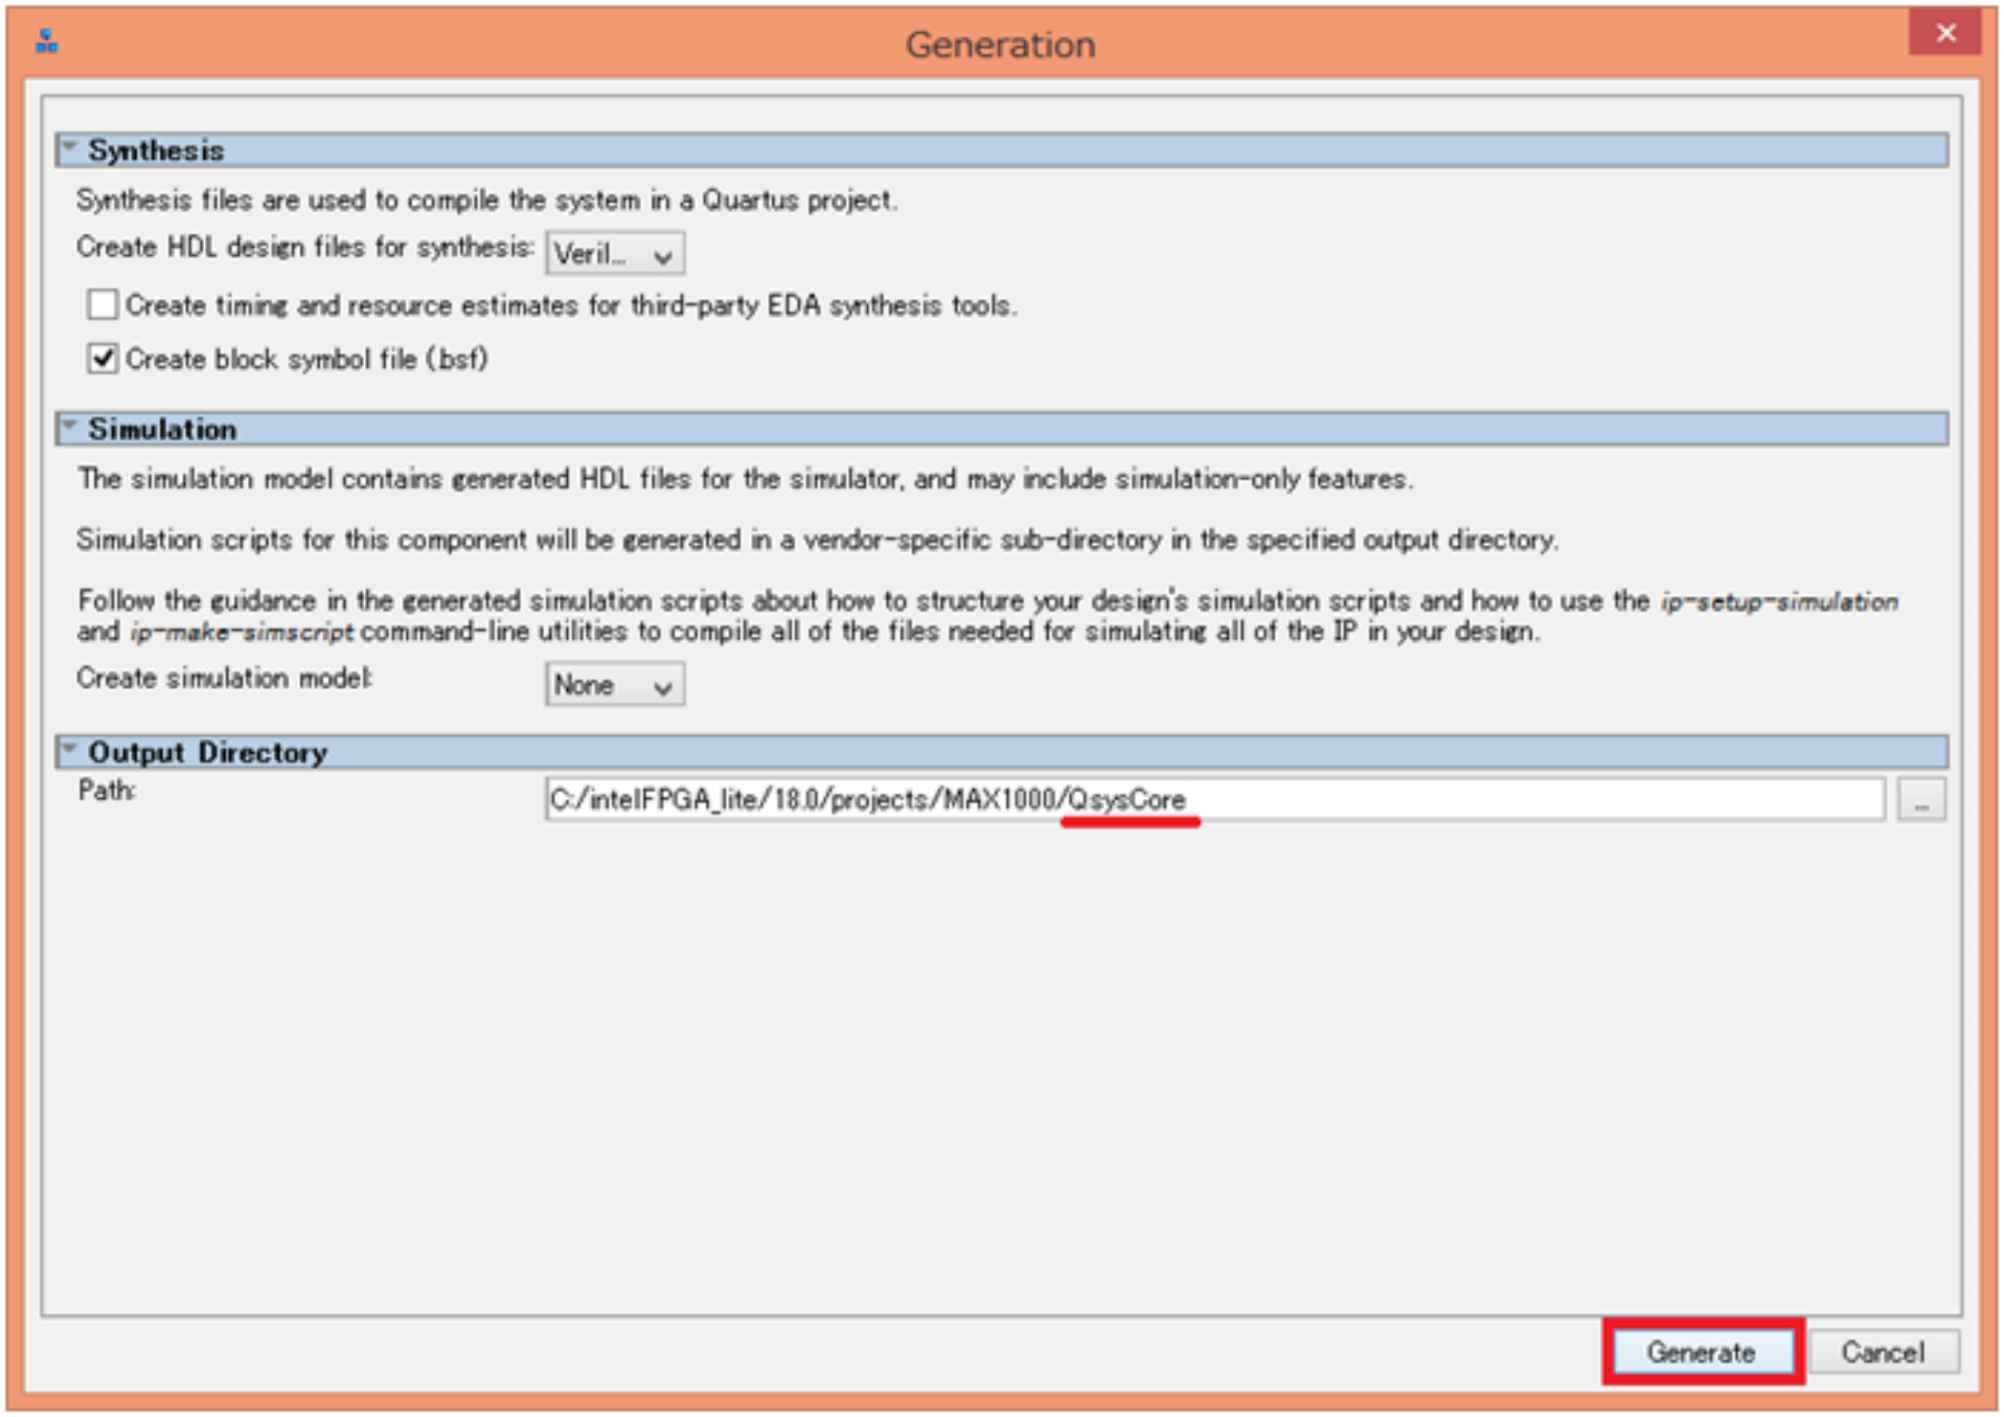 Generation
Synthesis
Synthesis files are used to compile the system in a Quartus project.
Create HDL design files for synthesis: Veril...
Create timing and resource estimates for third-party EDA synthesis tools.
Create block symbol file (.bsf)
Simulation
The simulation model contains generated HDL files for the simulator, and may include simulation-only features.
Simulation scripts for this component will be generated in a vendor-specific sub-directory in the specified output directory.
Follow the guidance in the generated simulation scripts about how to structure your design's simulation scripts and how to use the ip-setup-simulation
and ip-make-simscript command-line utilities to compile all of the files needed for simulating all of the IP in your design.
Create simulation model: None
Output Directory
Path: C:/intelFPGA_lite/18.0/projects/MAX1000/QsysCore ...
Generate Cancel